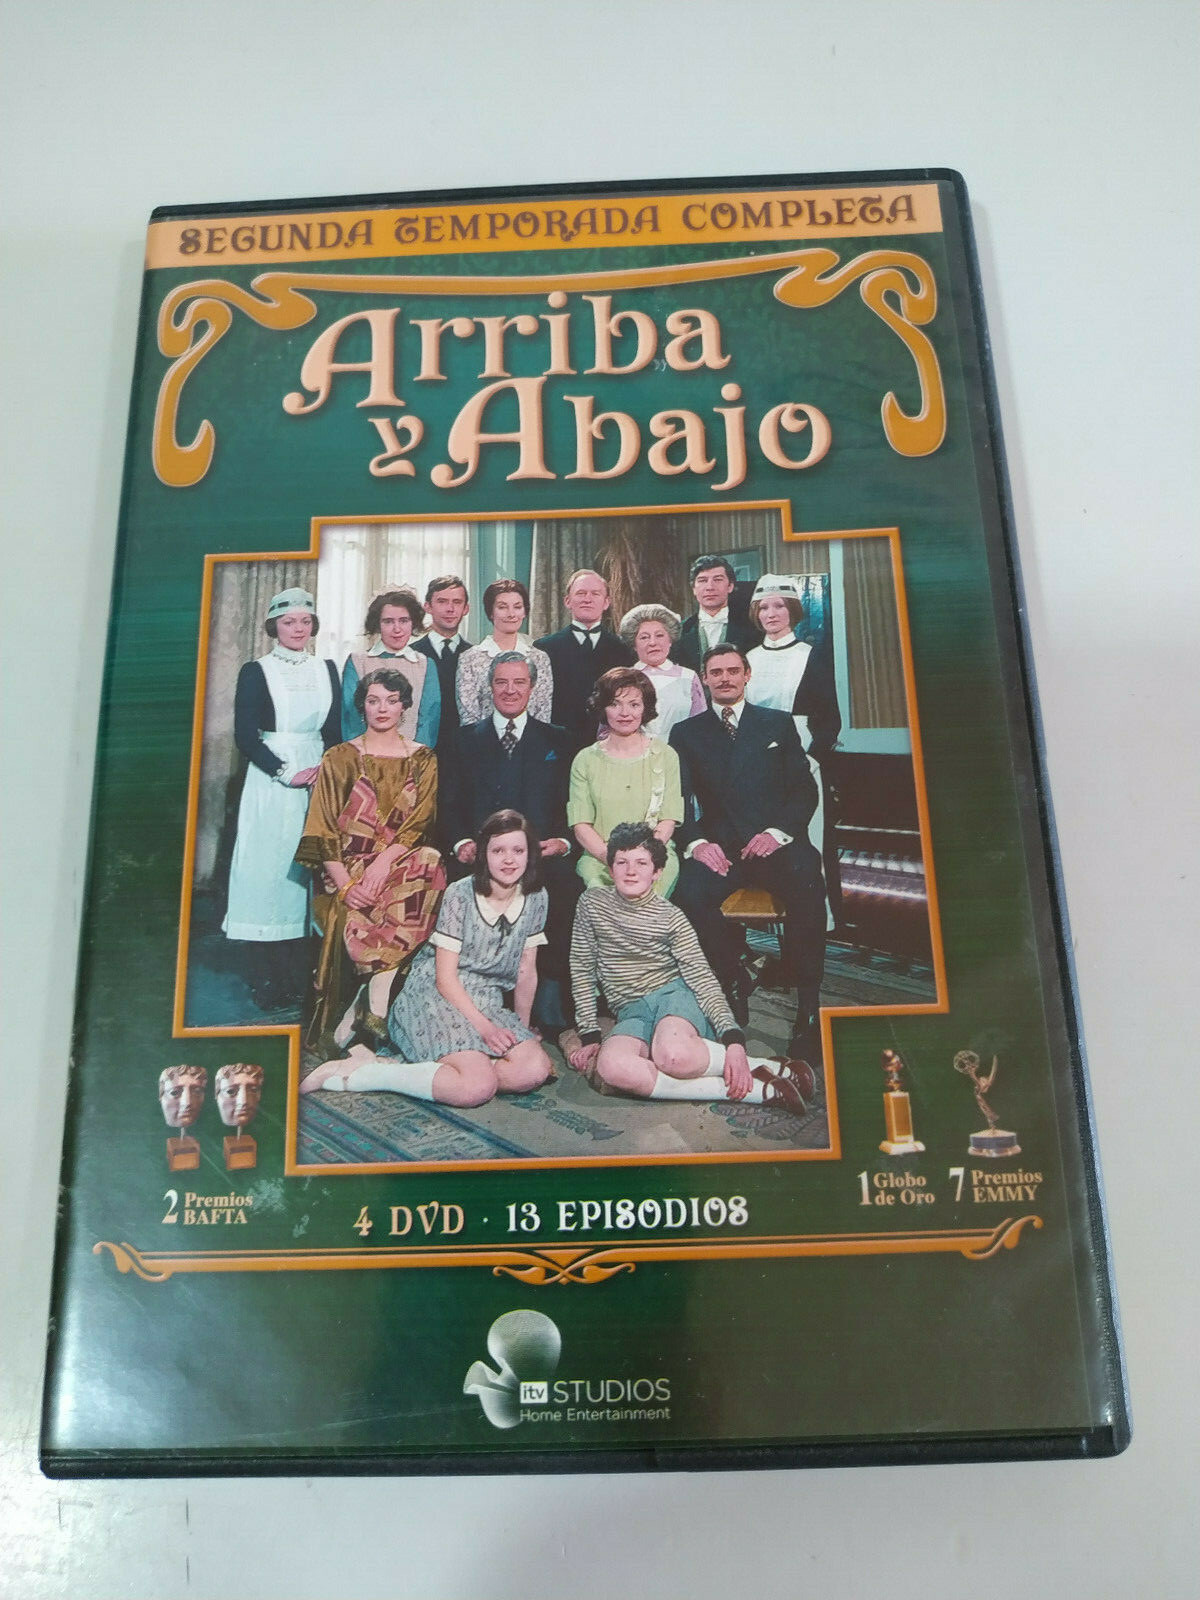 SEGUNDA TEMPORADA COMPLETA
Arriba
y Abajo
2 Premios
BAFTA
4 DVD · 13 EPISODIOS
1 Globo
de Oro
7 Premios
EMMY
itv STUDIOS
Home Entertainment